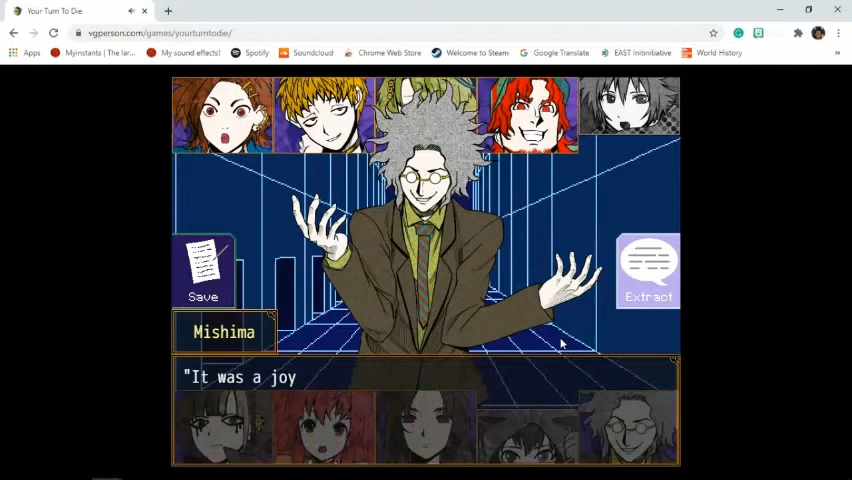 Your Turn To Die
vgperson.com/games/yourturntodie/
Apps
Myinstants | The lar...
My sound effects!
Spotify
Soundcloud
Chrome Web Store
Welcome to Steam
Google Translate
EAST Initinitiative
World History
Save
Extract
Mishima
"It was a joy